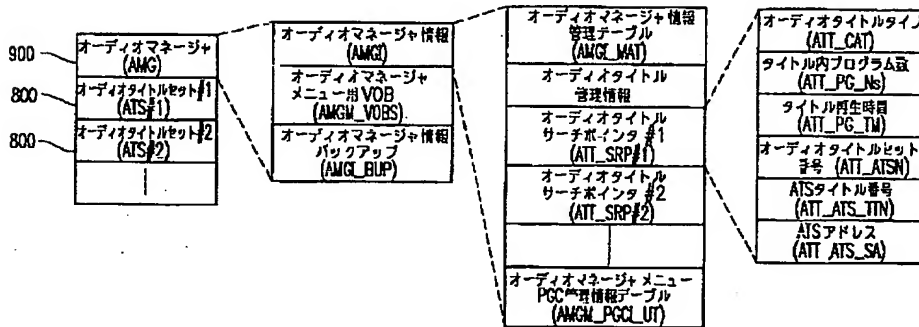 900
オーディオマネージャ
(AMG)
800
オーディオタイトルセット#1
(ATS#1)
800
オーディオタイトルセット#2
(ATS#2)
オーディオマネージャ情報
(AMGI)
オーディオマネージャ
メニュー用VOB
(AMGM_VOBS)
オーディオマネージャ情報
バックアップ
(AMGI_BUP)
オーディオマネージャ情報
管理テーブル
(AMGI_MAT)
オーディオタイトル
管理情報
オーディオタイトル
サーチポインタ #1
(ATT_SRP#1)
オーディオタイトル
サーチポインタ #2
(ATT_SRP#2)
オーディオマネージャメニュー
PGC管理情報テーブル
(AMGM_PGCI_UT)
オーディオタイトルタイプ
(ATT_CAT)
タイトル内プログラム数
(ATT_PG_Ns)
タイトル再生時間
(ATT_PG_TM)
オーディオタイトルセット
番号 (ATT_ATSN)
ATSタイトル番号
(ATT_ATS_TTN)
ATSアドレス
(ATT_ATS_SA)